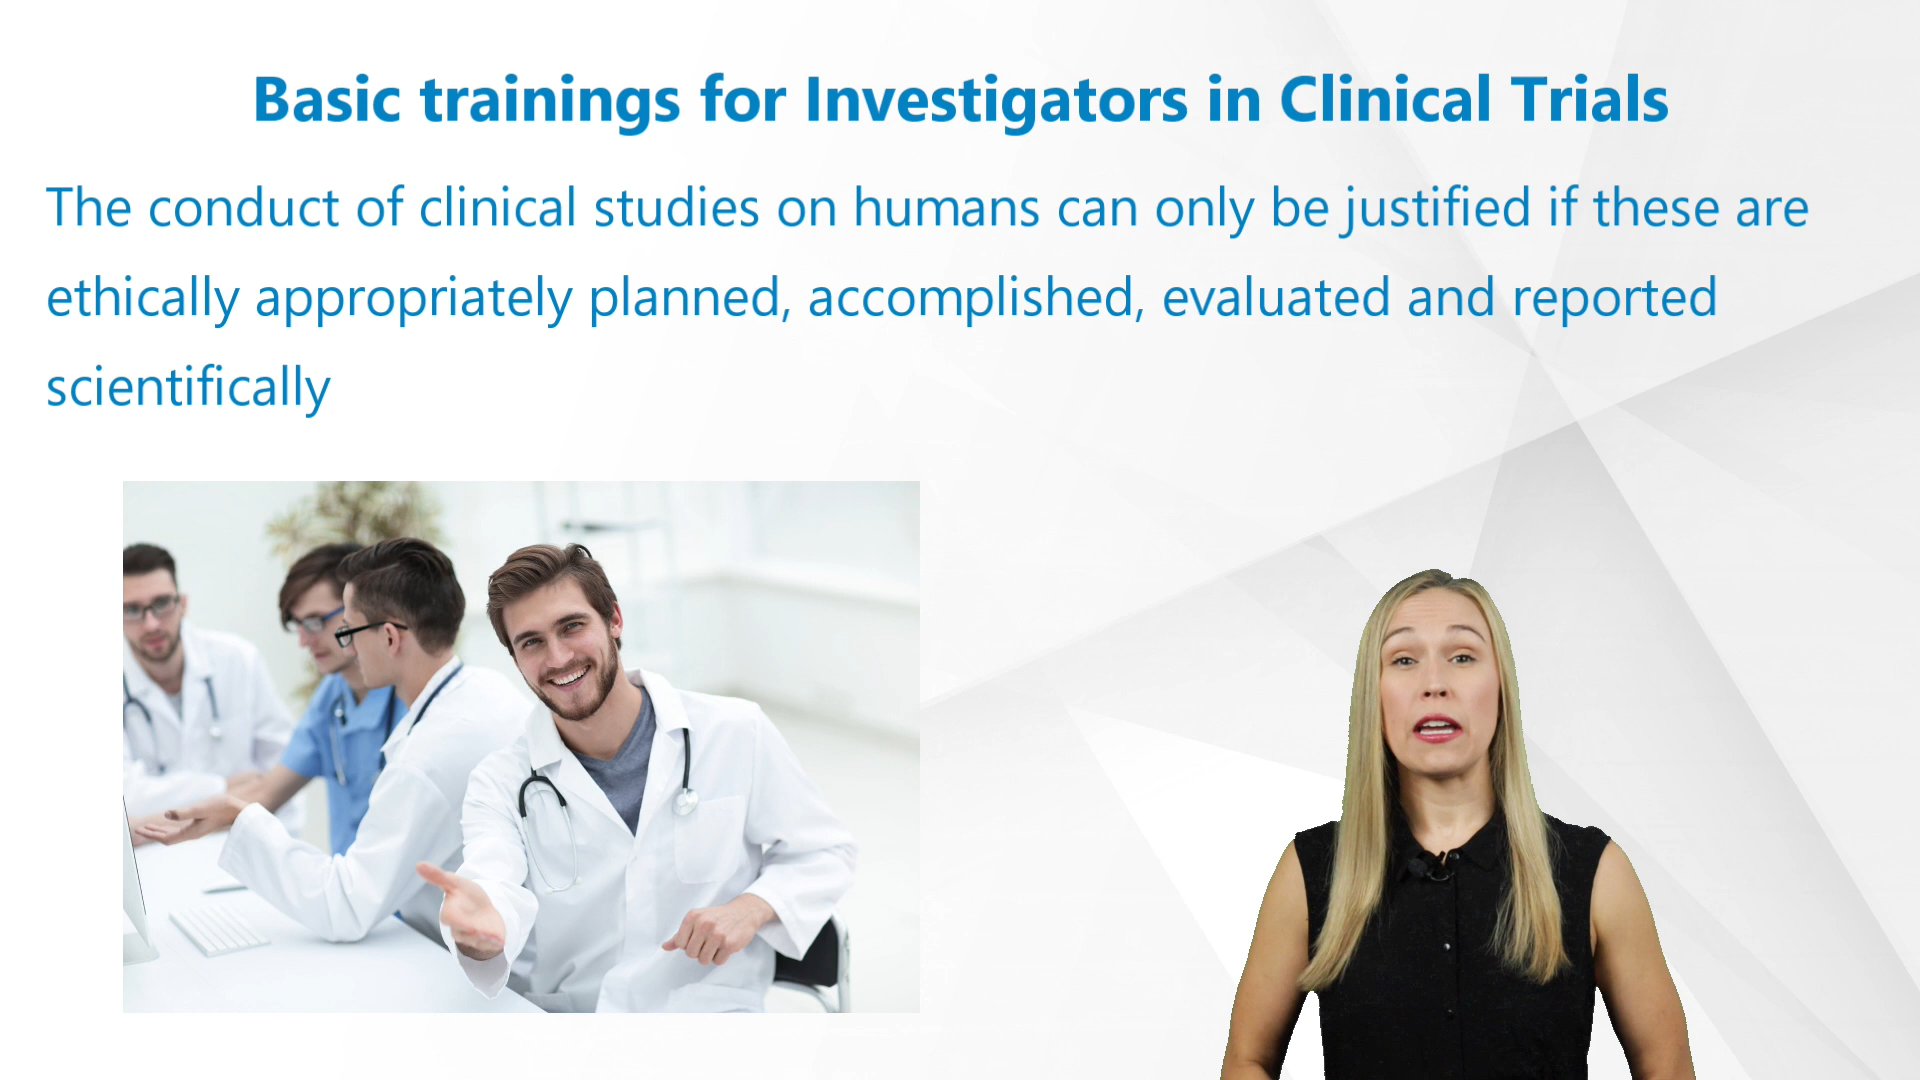 Basic trainings for Investigators in Clinical Trials
The conduct of clinical studies on humans can only be justified if these are
ethically appropriately planned, accomplished, evaluated and reported
scientifically